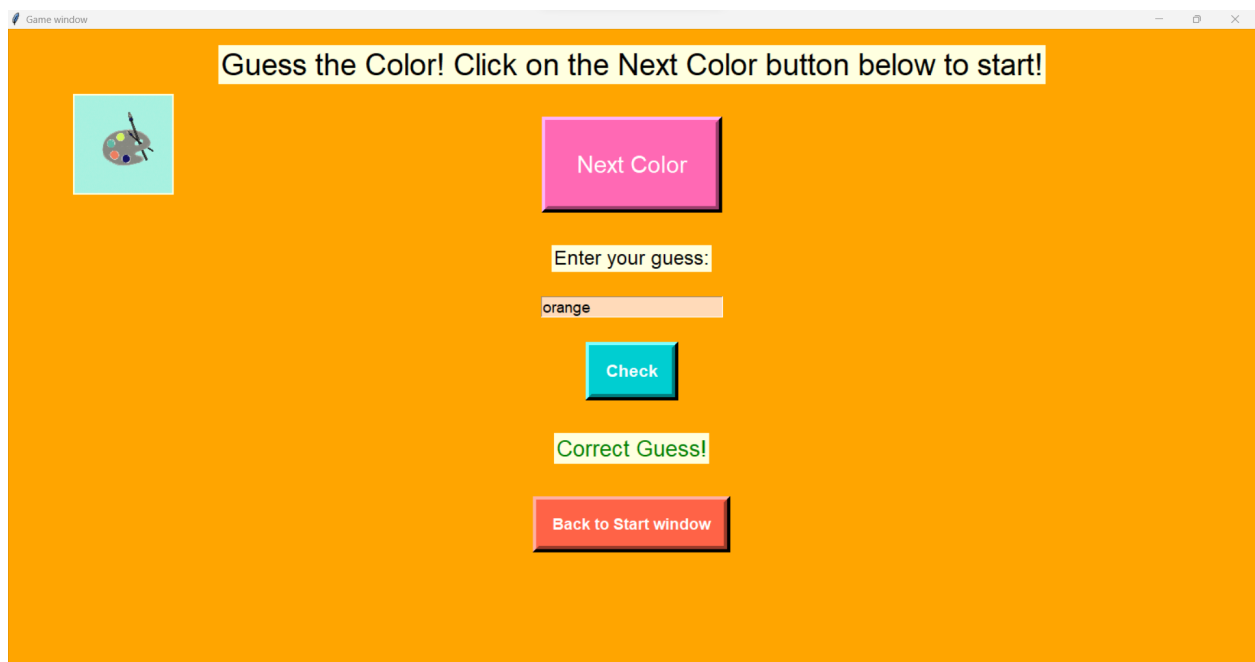 Game window
Guess the Color! Click on the Next Color button below to start!
Next Color
Enter your guess:
orange
Check
Correct Guess!
Back to Start window